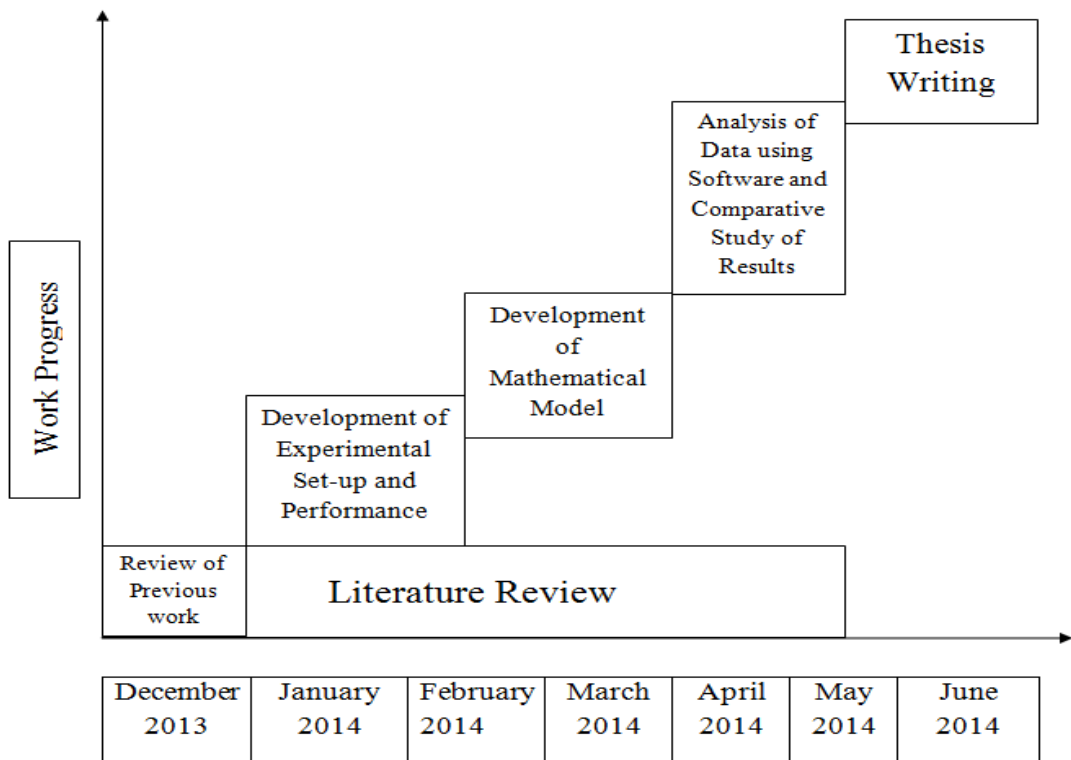 Thesis
Writing
Analysis of
Data using
Software and
Comparative
Study of
Results
Development
of
Mathematical
Model
Development of
Experimental
Set-up and
Performance
Review of
Previous
work
Literature Review
Work Progress
December
2013
January
2014
February
2014
March
2014
April
2014
May
2014
June
2014